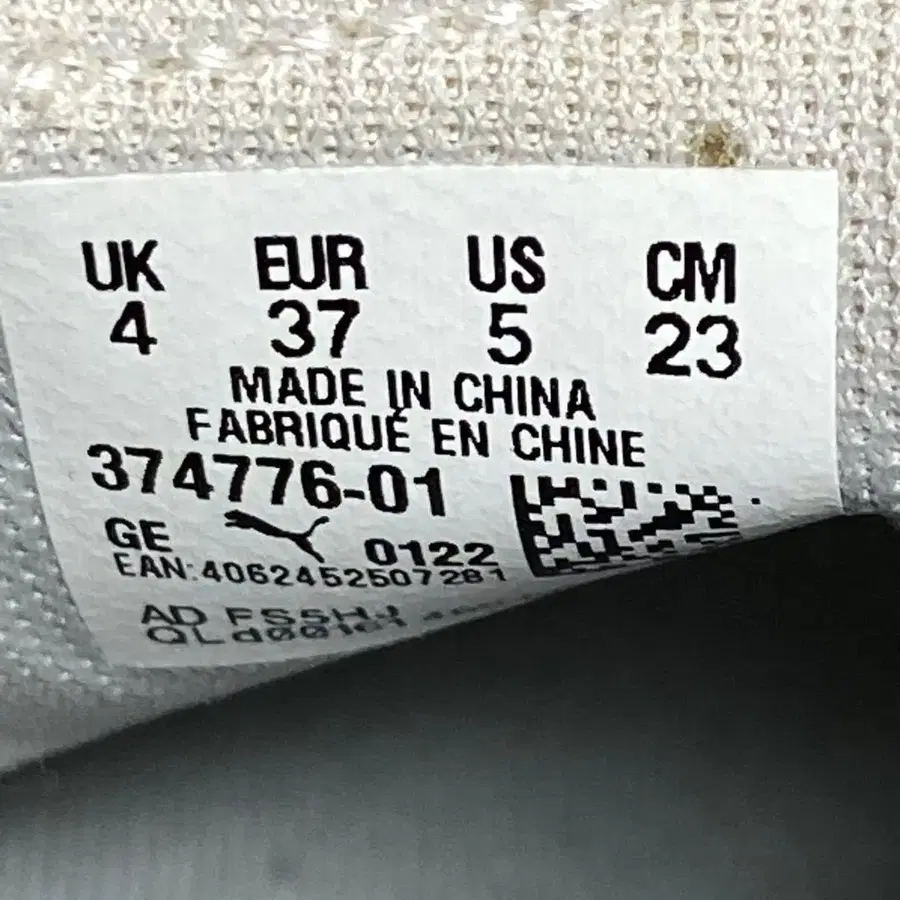 UK EUR US CM
4 37 5 23
MADE IN CHINA
FABRIQUÉ EN CHINE
374776-01
GE 0122
EAN:4062452507281
AD